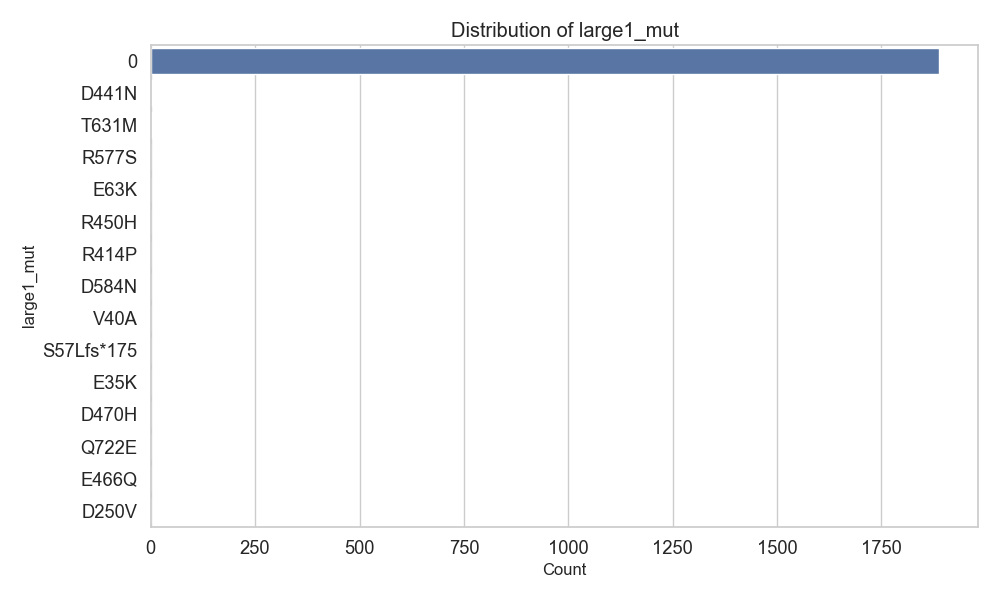 Distribution of large1_mut
0
D441N
T631M
R577S
E63K
R450H
R414P
D584N
V40A
S57Lfs*175
E35K
D470H
Q722E
E466Q
D250V
large1_mut
0 250 500 750 1000 1250 1500 1750
Count